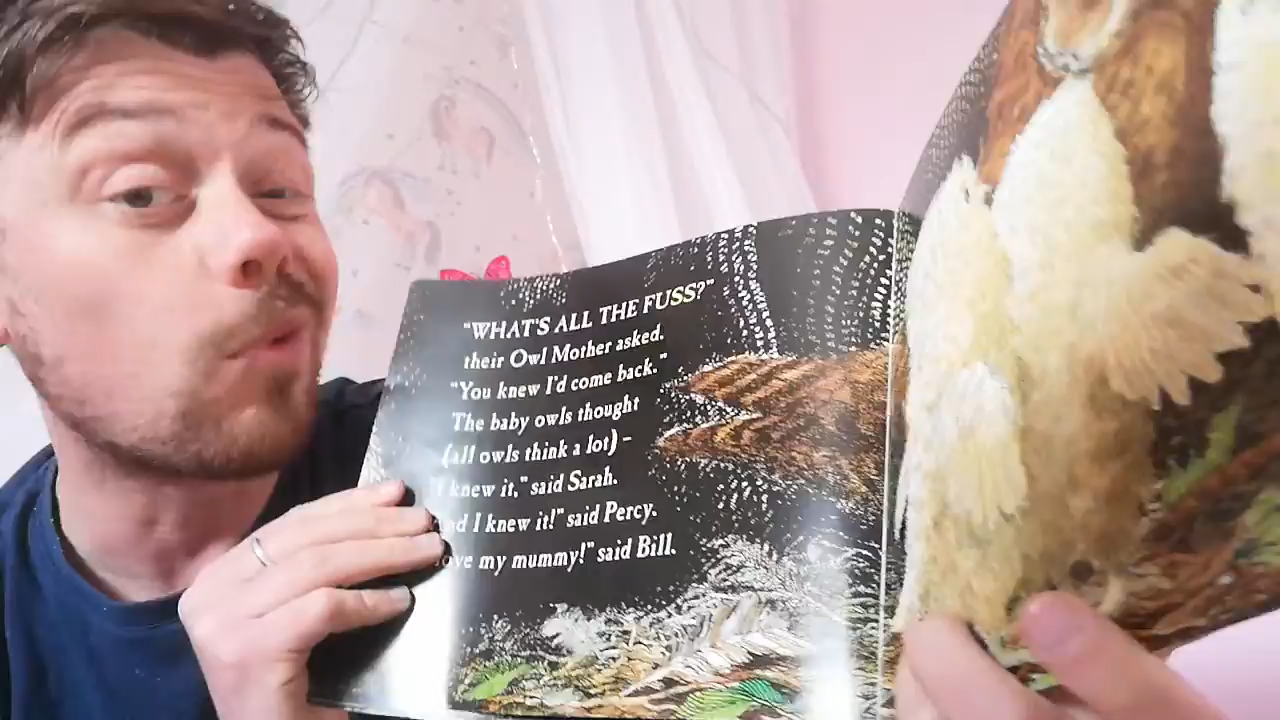 "WHAT'S ALL THE FUSS?"
their Owl Mother asked.
"You knew I'd come back."
The baby owls thought
(all owls think a lot) –
knew it," said Sarah.
I knew it!" said Percy.
my mummy!" said Bill.